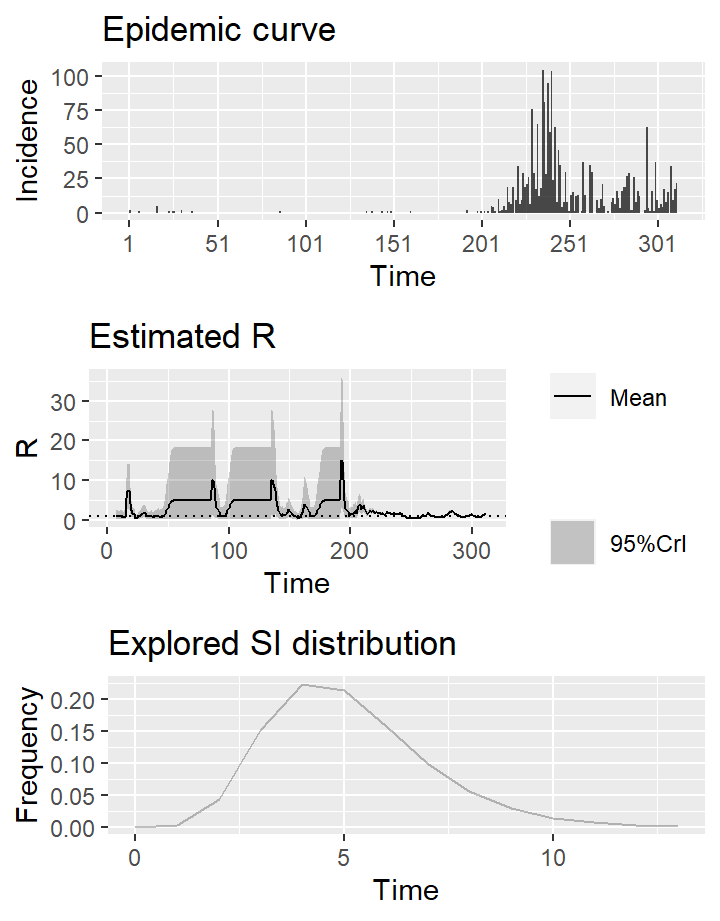 Epidemic curve
Incidence
100
75
50
25
0
1 51 101 151 201 251 301
Time
Estimated R
R
30
20
10
0
0 100 200 300
Time
Mean
95%CrI
Explored SI distribution
Frequency
0.20
0.15
0.10
0.05
0.00
0 5 10
Time